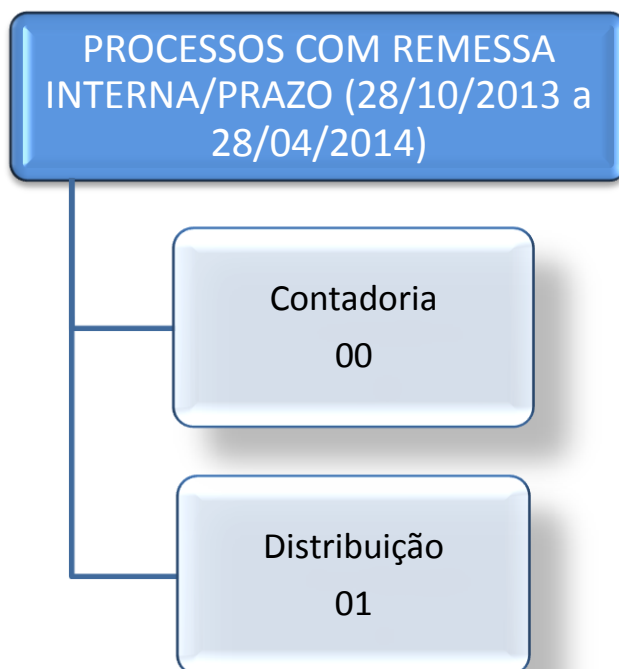 PROCESSOS COM REMESSA
INTERNA/PRAZO (28/10/2013 a
28/04/2014)
Contadoria
00
Distribuição
01